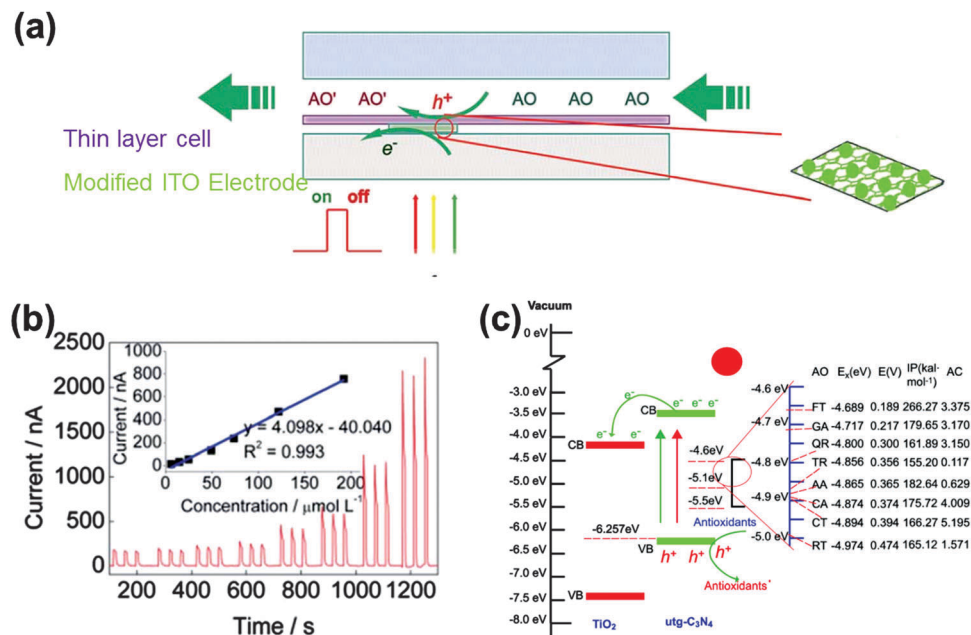 (a)
AO' AO' h⁺ AO AO AO
e⁻
Thin layer cell
Modified ITO Electrode
on off
(b)
Current / nA
2500
2000
1500
1000
500
0
200 400 600 800 1000 1200
Time / s
Current / nA
1000
800
600
400
200
0
0 50 100 150 200
Concentration / μmol L⁻¹
y = 4.098x - 40.040
R² = 0.993
(c)
Vacuum
0 eV
-3.0 eV
-3.5 eV
-4.0 eV
-4.5 eV
-5.0 eV
-5.5 eV
-6.0 eV
-6.5 eV
-7.0 eV
-7.5 eV
-8.0 eV
e⁻
CB e⁻ e⁻ e⁻
CB e⁻ e⁻
-4.6eV
-5.1eV
-5.5eV
Antioxidants
-6.257eV
VB h⁺ h⁺ h⁺
Antioxidants'
VB
TiO₂ utg-C₃N₄
-4.6 eV
-4.7 eV
-4.8 eV
-4.9 eV
-5.0 eV
AO Eₓ(eV) E(V) IP(kal· mol⁻¹) AC
FT -4.689 0.189 266.27 3.375
GA -4.717 0.217 179.65 3.170
QR -4.800 0.300 161.89 3.150
TR -4.856 0.356 155.20 0.117
AA -4.865 0.365 182.64 0.629
CA -4.874 0.374 175.72 4.009
CT -4.894 0.394 166.27 5.195
RT -4.974 0.474 165.12 1.571